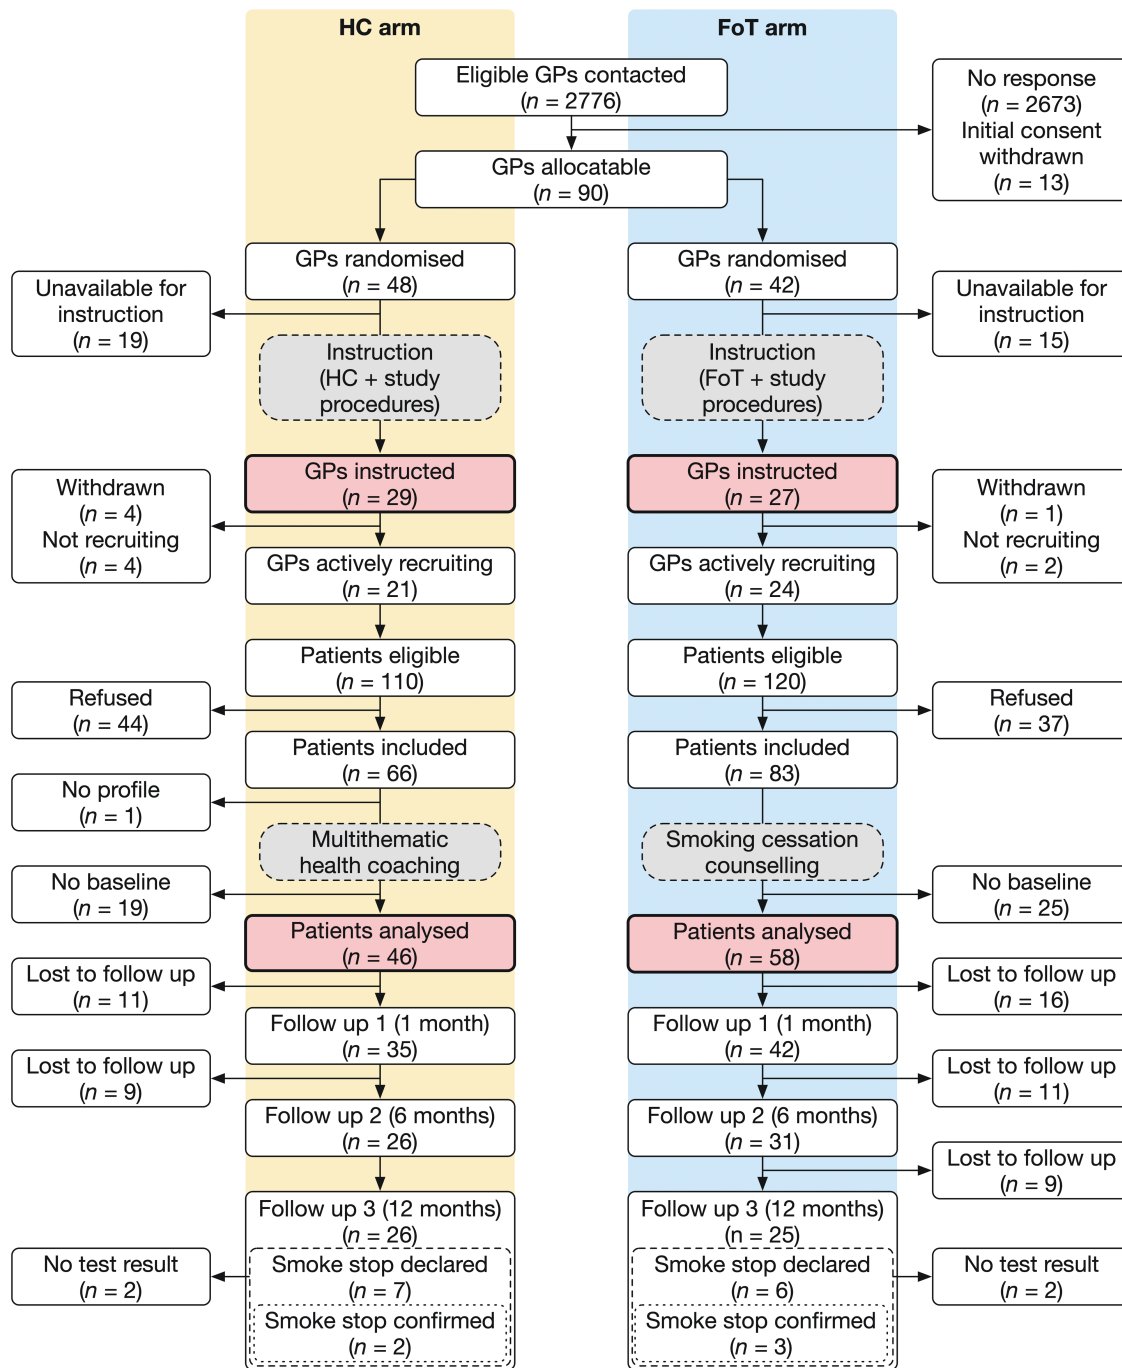 HC arm
FoT arm
Eligible GPs contacted
(n = 2776)
No response
(n = 2673)
Initial consent
withdrawn
(n = 13)
GPs allocatable
(n = 90)
GPs randomised
(n = 48)
GPs randomised
(n = 42)
Unavailable for
instruction
(n = 19)
Unavailable for
instruction
(n = 15)
Instruction
(HC + study
procedures)
Instruction
(FoT + study
procedures)
GPs instructed
(n = 29)
GPs instructed
(n = 27)
Withdrawn
(n = 4)
Not recruiting
(n = 4)
Withdrawn
(n = 1)
Not recruiting
(n = 2)
GPs actively recruiting
(n = 21)
GPs actively recruiting
(n = 24)
Patients eligible
(n = 110)
Patients eligible
(n = 120)
Refused
(n = 44)
Refused
(n = 37)
Patients included
(n = 66)
Patients included
(n = 83)
No profile
(n = 1)
Multithematic
health coaching
Smoking cessation
counselling
No baseline
(n = 19)
No baseline
(n = 25)
Patients analysed
(n = 46)
Patients analysed
(n = 58)
Lost to follow up
(n = 11)
Lost to follow up
(n = 16)
Follow up 1 (1 month)
(n = 35)
Follow up 1 (1 month)
(n = 42)
Lost to follow up
(n = 9)
Lost to follow up
(n = 11)
Follow up 2 (6 months)
(n = 26)
Follow up 2 (6 months)
(n = 31)
Lost to follow up
(n = 9)
Follow up 3 (12 months)
(n = 26)
Follow up 3 (12 months)
(n = 25)
No test result
(n = 2)
Smoke stop declared
(n = 7)
Smoke stop declared
(n = 6)
No test result
(n = 2)
Smoke stop confirmed
(n = 2)
Smoke stop confirmed
(n = 3)